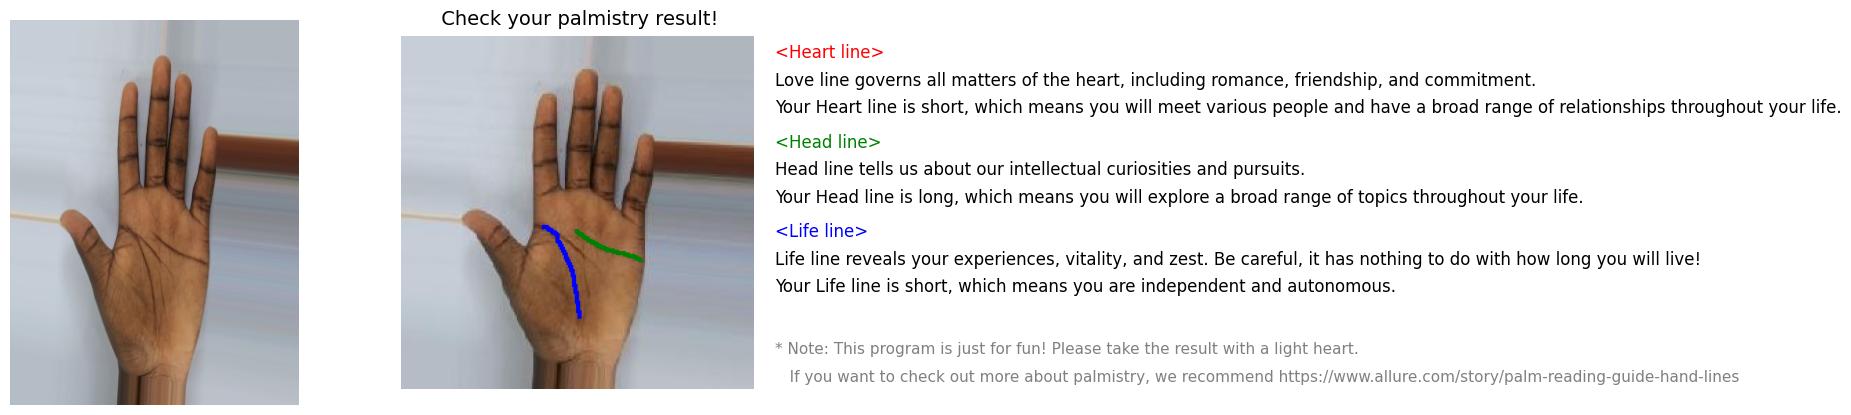 Check your palmistry result!
<Heart line>
Love line governs all matters of the heart, including romance, friendship, and commitment.
Your Heart line is short, which means you will meet various people and have a broad range of relationships throughout your life.
<Head line>
Head line tells us about our intellectual curiosities and pursuits.
Your Head line is long, which means you will explore a broad range of topics throughout your life.
<Life line>
Life line reveals your experiences, vitality, and zest. Be careful, it has nothing to do with how long you will live!
Your Life line is short, which means you are independent and autonomous.
* Note: This program is just for fun! Please take the result with a light heart.
If you want to check out more about palmistry, we recommend https://www.allure.com/story/palm-reading-guide-hand-lines